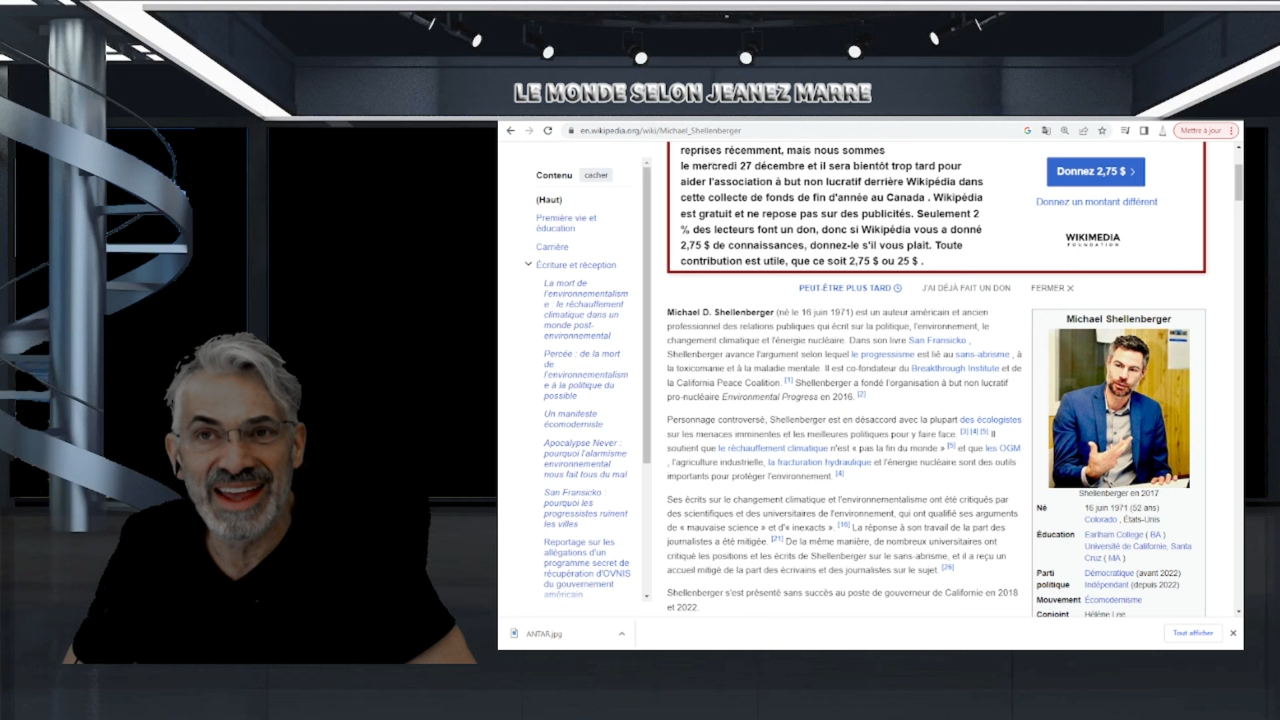 LE MONDE SELON JEANEZ MARRE
en.wikipedia.org/wiki/Michael_Shellenberger
Mettre à jour
Contenu cacher
(Haut)
Première vie et
éducation
Carrière
Écriture et réception
La mort de
l'environnementalism
e : le réchauffement
climatique dans un
monde post-
environnemental
Percée : de la mort
de
l'environnementalism
e à la politique du
possible
Un manifeste
écomoderniste
Apocalypse Never :
pourquoi l'alarmisme
environnemental
nous fait tous du mal
San Fransicko :
pourquoi les
progressistes ruinent
les villes
Reportage sur les
allégations d'un
programme secret de
récupération d'OVNIS
du gouvernement
américain
reprises récemment, mais nous sommes
le mercredi 27 décembre et il sera bientôt trop tard pour
aider l'association à but non lucratif derrière Wikipédia dans
cette collecte de fonds de fin d'année au Canada . Wikipédia
est gratuit et ne repose pas sur des publicités. Seulement 2
% des lecteurs font un don, donc si Wikipédia vous a donné
2,75 $ de connaissances, donnez-le s'il vous plait. Toute
contribution est utile, que ce soit 2,75 $ ou 25 $ .
Donnez 2,75 $
Donnez un montant différent
WIKIMEDIA
FOUNDATION
PEUT-ÊTRE PLUS TARD J'AI DÉJÀ FAIT UN DON FERMER
Michael D. Shellenberger (né le 16 juin 1971) est un auteur américain et ancien
professionnel des relations publiques qui écrit sur la politique, l'environnement, le
changement climatique et l'énergie nucléaire. Dans son livre San Fransicko ,
Shellenberger avance l'argument selon lequel le progressisme est lié au sans-abrisme , à
la toxicomanie et à la maladie mentale. Il est co-fondateur du Breakthrough Institute et de
la California Peace Coalition. [1] Shellenberger a fondé l'organisation à but non lucratif
pro-nucléaire Environmental Progress en 2016. [2]
Personnage controversé, Shellenberger est en désaccord avec la plupart des écologistes
sur les menaces imminentes et les meilleures politiques pour y faire face. [3] [4] [5] Il
soutient que le réchauffement climatique n'est « pas la fin du monde » [5] et que les OGM
, l'agriculture industrielle, la fracturation hydraulique et l'énergie nucléaire sont des outils
importants pour protéger l'environnement. [4]
Ses écrits sur le changement climatique et l'environnementalisme ont été critiqués par
des scientifiques et des universitaires de l'environnement, qui ont qualifié ses arguments
de « mauvaise science » et d'« inexacts ». [16] La réponse à son travail de la part des
journalistes a été mitigée. [21] De la même manière, de nombreux universitaires ont
critiqué les positions et les écrits de Shellenberger sur le sans-abrisme, et il a reçu un
accueil mitigé de la part des écrivains et des journalistes sur le sujet. [26]
Shellenberger s'est présenté sans succès au poste de gouverneur de Californie en 2018
et 2022.
Michael Shellenberger
Shellenberger en 2017
Né 16 juin 1971 (52 ans)
Colorado , États-Unis
Éducation Earlham College ( BA )
Université de Californie, Santa
Cruz ( MA )
Parti Démocratique (avant 2022)
politique Indépendant (depuis 2022)
Mouvement Écomodernisme
Conjoint Hélène Lee
ANTAR.jpg
Tout afficher